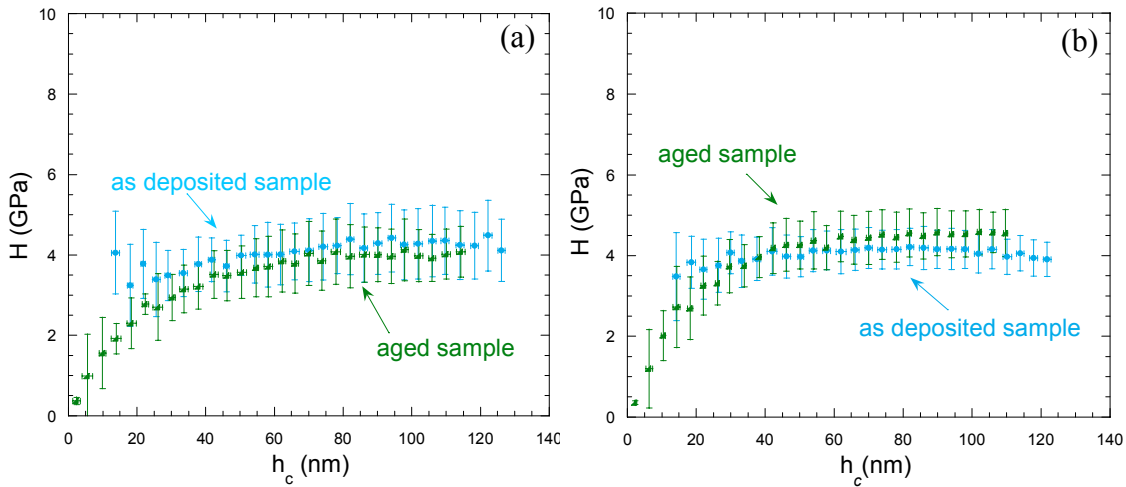 (a)
10
8
6
4
2
0
H (GPa)
as deposited sample
aged sample
0 20 40 60 80 100 120 140
h_c (nm)
(b)
10
8
6
4
2
0
H (GPa)
aged sample
as deposited sample
0 20 40 60 80 100 120 140
h_c(nm)